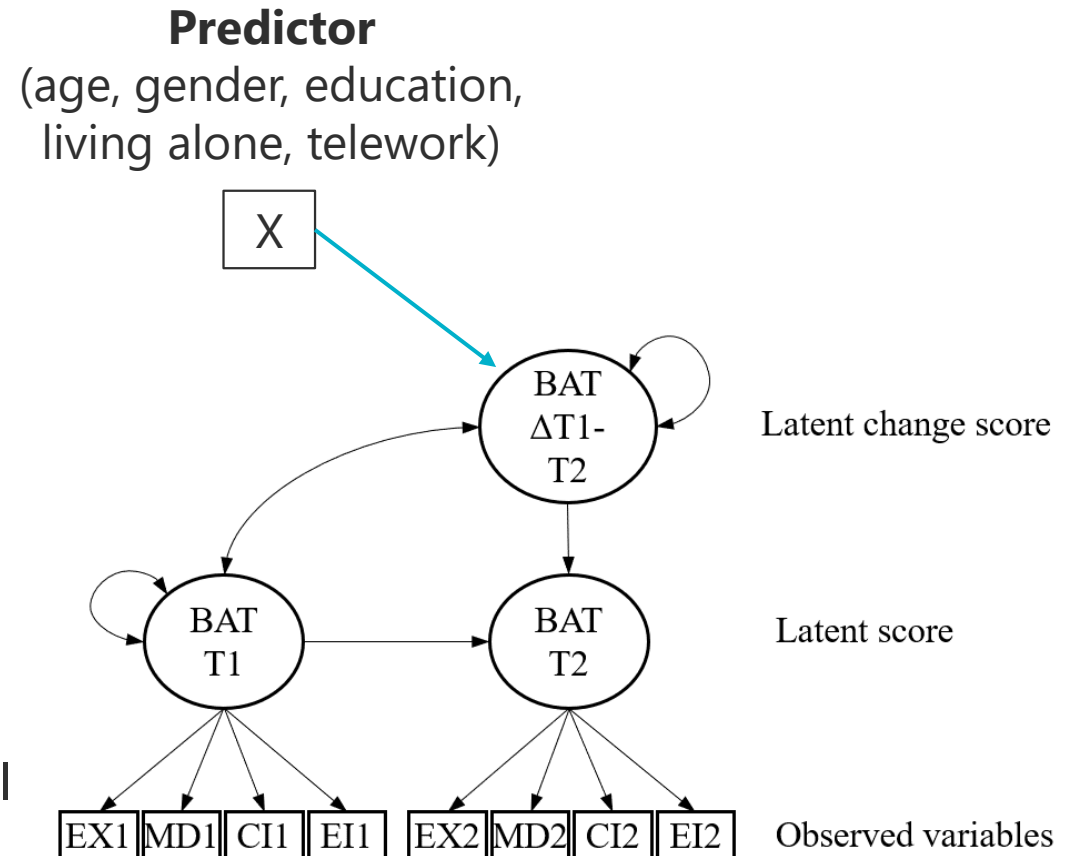 Predictor
(age, gender, education,
living alone, telework)
X
BAT
ΔT1-
T2
Latent change score
BAT
T1
BAT
T2
Latent score
EX1 MD1 CI1 EI1 EX2 MD2 CI2 EI2 Observed variables